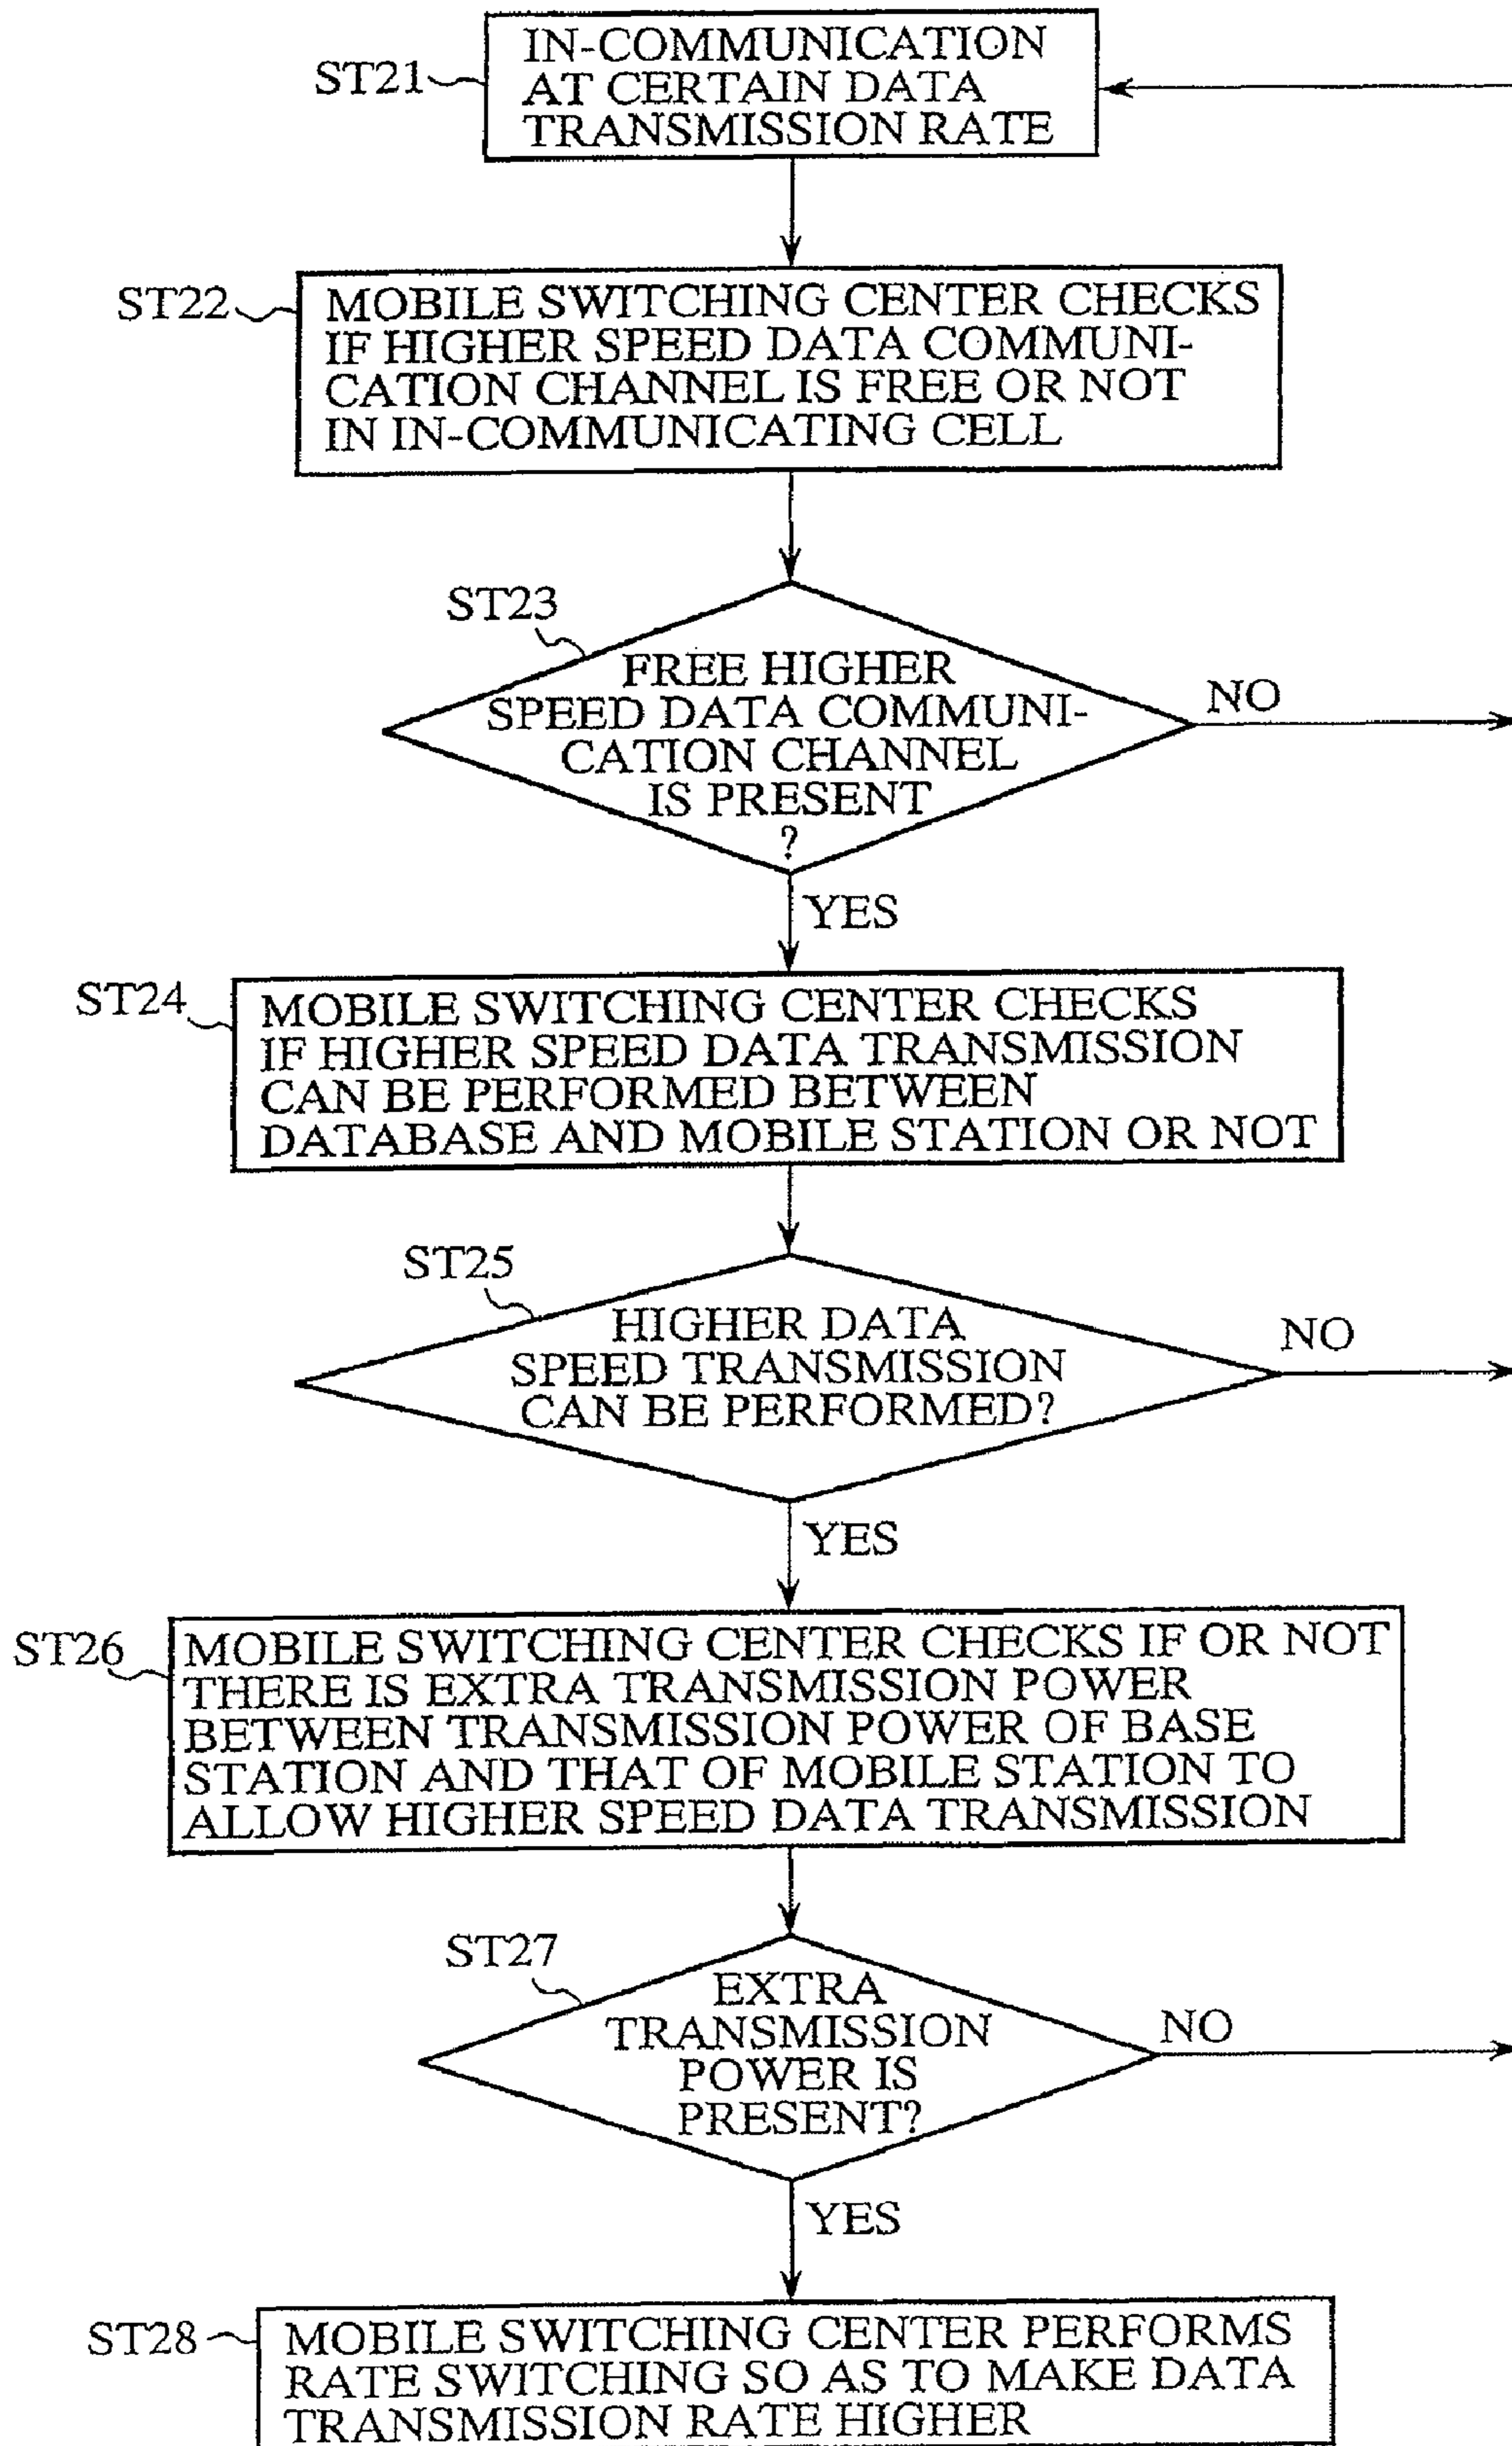 ST21
IN-COMMUNICATION
AT CERTAIN DATA
TRANSMISSION RATE
ST22
MOBILE SWITCHING CENTER CHECKS
IF HIGHER SPEED DATA COMMUNI-
CATION CHANNEL IS FREE OR NOT
IN IN-COMMUNICATING CELL
ST23
FREE HIGHER
SPEED DATA COMMUNI-
CATION CHANNEL
IS PRESENT
?
NO
YES
ST24
MOBILE SWITCHING CENTER CHECKS
IF HIGHER SPEED DATA TRANSMISSION
CAN BE PERFORMED BETWEEN
DATABASE AND MOBILE STATION OR NOT
ST25
HIGHER DATA
SPEED TRANSMISSION
CAN BE PERFORMED?
NO
YES
ST26
MOBILE SWITCHING CENTER CHECKS IF OR NOT
THERE IS EXTRA TRANSMISSION POWER
BETWEEN TRANSMISSION POWER OF BASE
STATION AND THAT OF MOBILE STATION TO
ALLOW HIGHER SPEED DATA TRANSMISSION
ST27
EXTRA
TRANSMISSION
POWER IS
PRESENT?
NO
YES
ST28
MOBILE SWITCHING CENTER PERFORMS
RATE SWITCHING SO AS TO MAKE DATA
TRANSMISSION RATE HIGHER